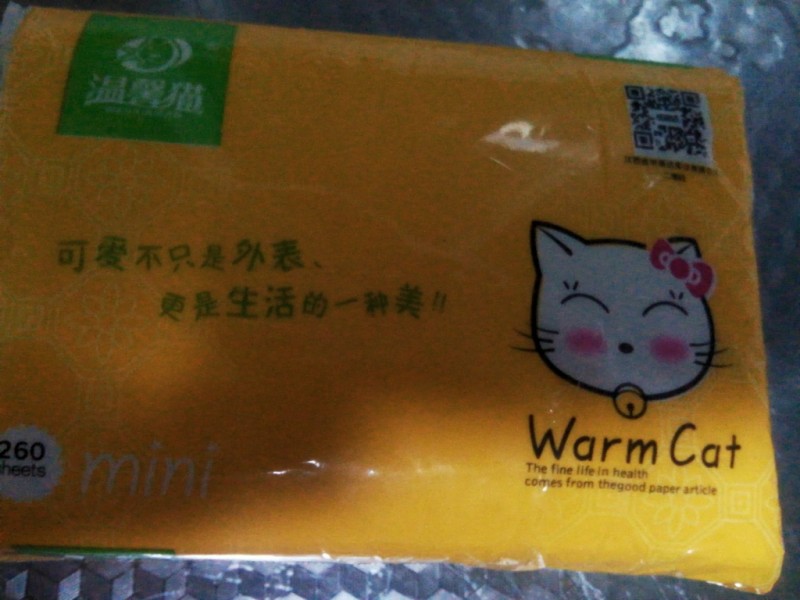 温馨猫
可爱不只是外表、
更是生活的一种美!!
260
sheets
mini
Warm Cat
The fine life in health
comes from thegood paper article